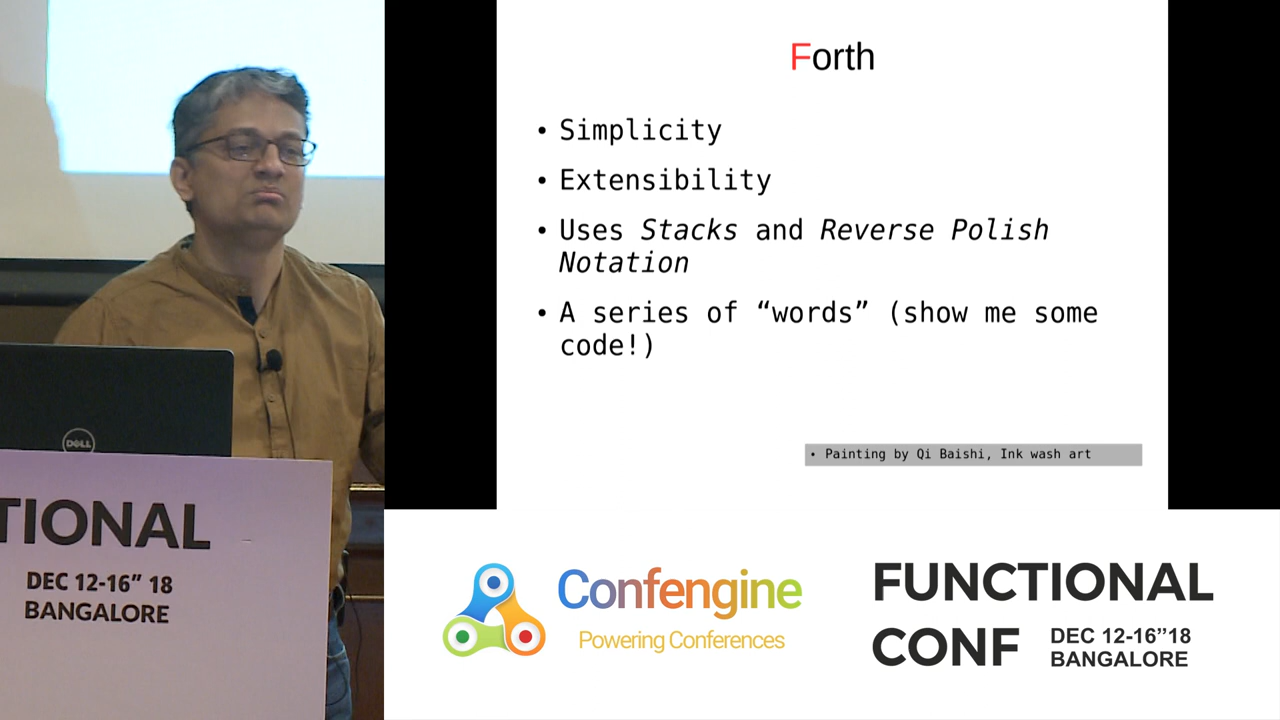 Forth
• Simplicity
• Extensibility
• Uses Stacks and Reverse Polish
Notation
• A series of “words” (show me some
code!)
• Painting by Qi Baishi, Ink wash art
DELL
TIONAL
DEC 12-16” 18
BANGALORE
Confengine
Powering Conferences
FUNCTIONAL
CONF
DEC 12-16”18
BANGALORE